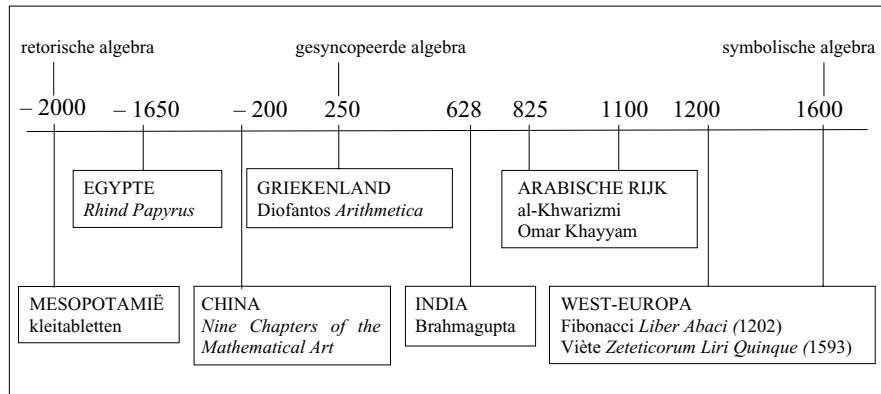 retorische algebra
gesyncopeerde algebra
symbolische algebra
– 2000
– 1650
– 200
250
628
825
1100
1200
1600
EGYPTE
Rhind Papyrus
GRIEKENLAND
Diofantos Arithmetica
ARABISCHE RIJK
al-Khwarizmi
Omar Khayyam
MESOPOTAMIË
kleitabletten
CHINA
Nine Chapters of the
Mathematical Art
INDIA
Brahmagupta
WEST-EUROPA
Fibonacci Liber Abaci (1202)
Viète Zeteticorum Liri Quinque (1593)